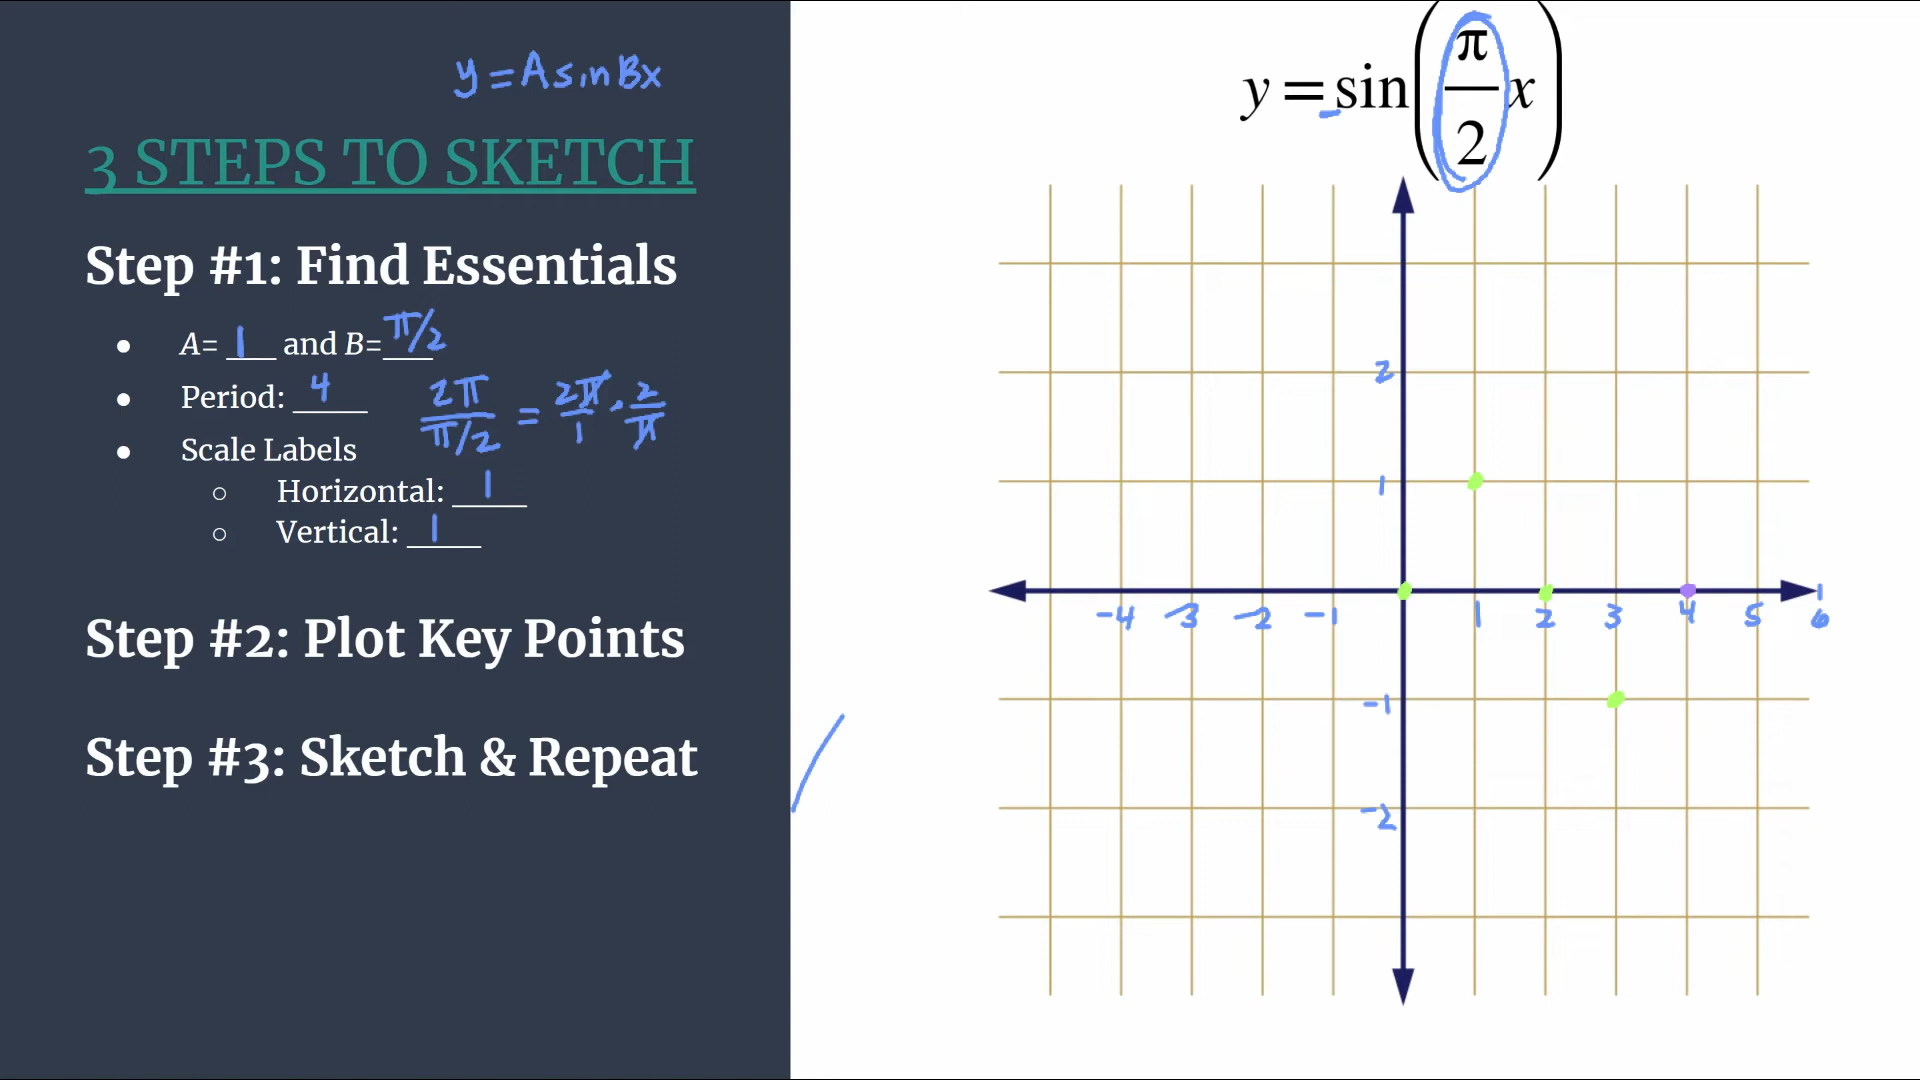 y = A sin Bx
3 STEPS TO SKETCH
Step #1: Find Essentials
● A= 1 and B= π/2
● Period: 4
2π / π/2 = 2π/1 · 2/π
● Scale Labels
○ Horizontal: 1
○ Vertical: 1
Step #2: Plot Key Points
Step #3: Sketch & Repeat
y = sin(π/2 x)
2
1
-4 -3 -2 -1 1 2 3 4 5 6
-1
-2